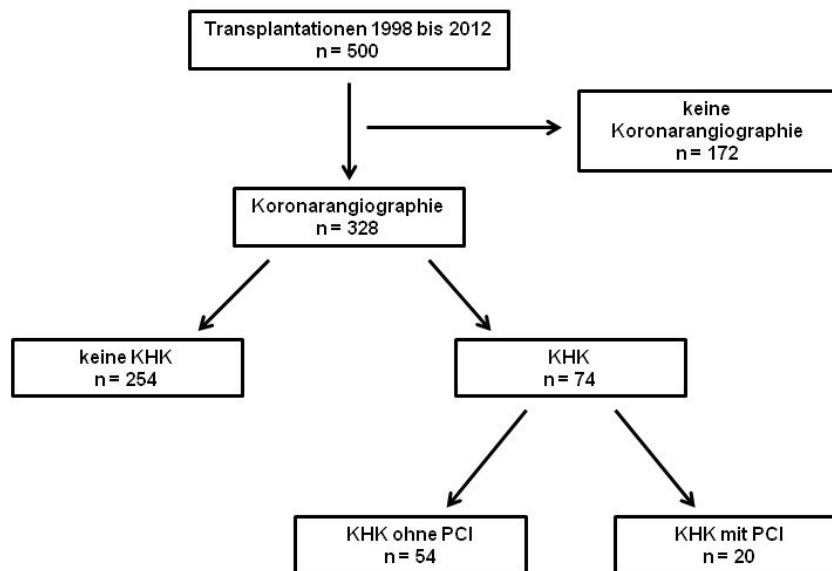 Transplantationen 1998 bis 2012
n = 500
keine
Koronarangiographie
n = 172
Koronarangiographie
n = 328
keine KHK
n = 254
KHK
n = 74
KHK ohne PCI
n = 54
KHK mit PCI
n = 20